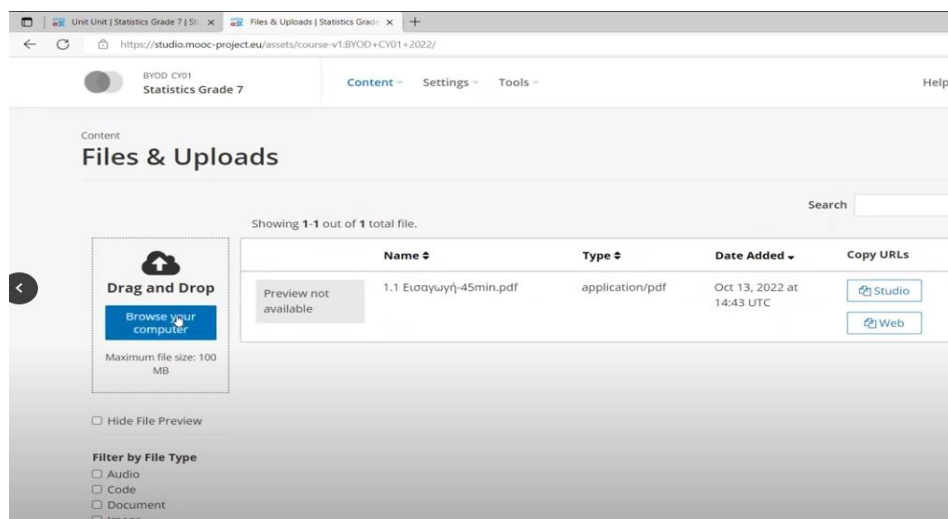 Unit Unit | Statistics Grade 7 | St
Files & Uploads | Statistics Grade
https://studio.mooc-project.eu/assets/course-v1:BYOD+CY01+2022/
BYOD CY01
Statistics Grade 7
Content
Settings
Tools
Help
Content
Files & Uploads
Search
Showing 1-1 out of 1 total file.
Name
Type
Date Added
Copy URLs
Drag and Drop
Browse your
computer
Maximum file size: 100
MB
Preview not
available
1.1 Εισαγωγή-45min.pdf
application/pdf
Oct 13, 2022 at
14:43 UTC
Studio
Web
Hide File Preview
Filter by File Type
Audio
Code
Document